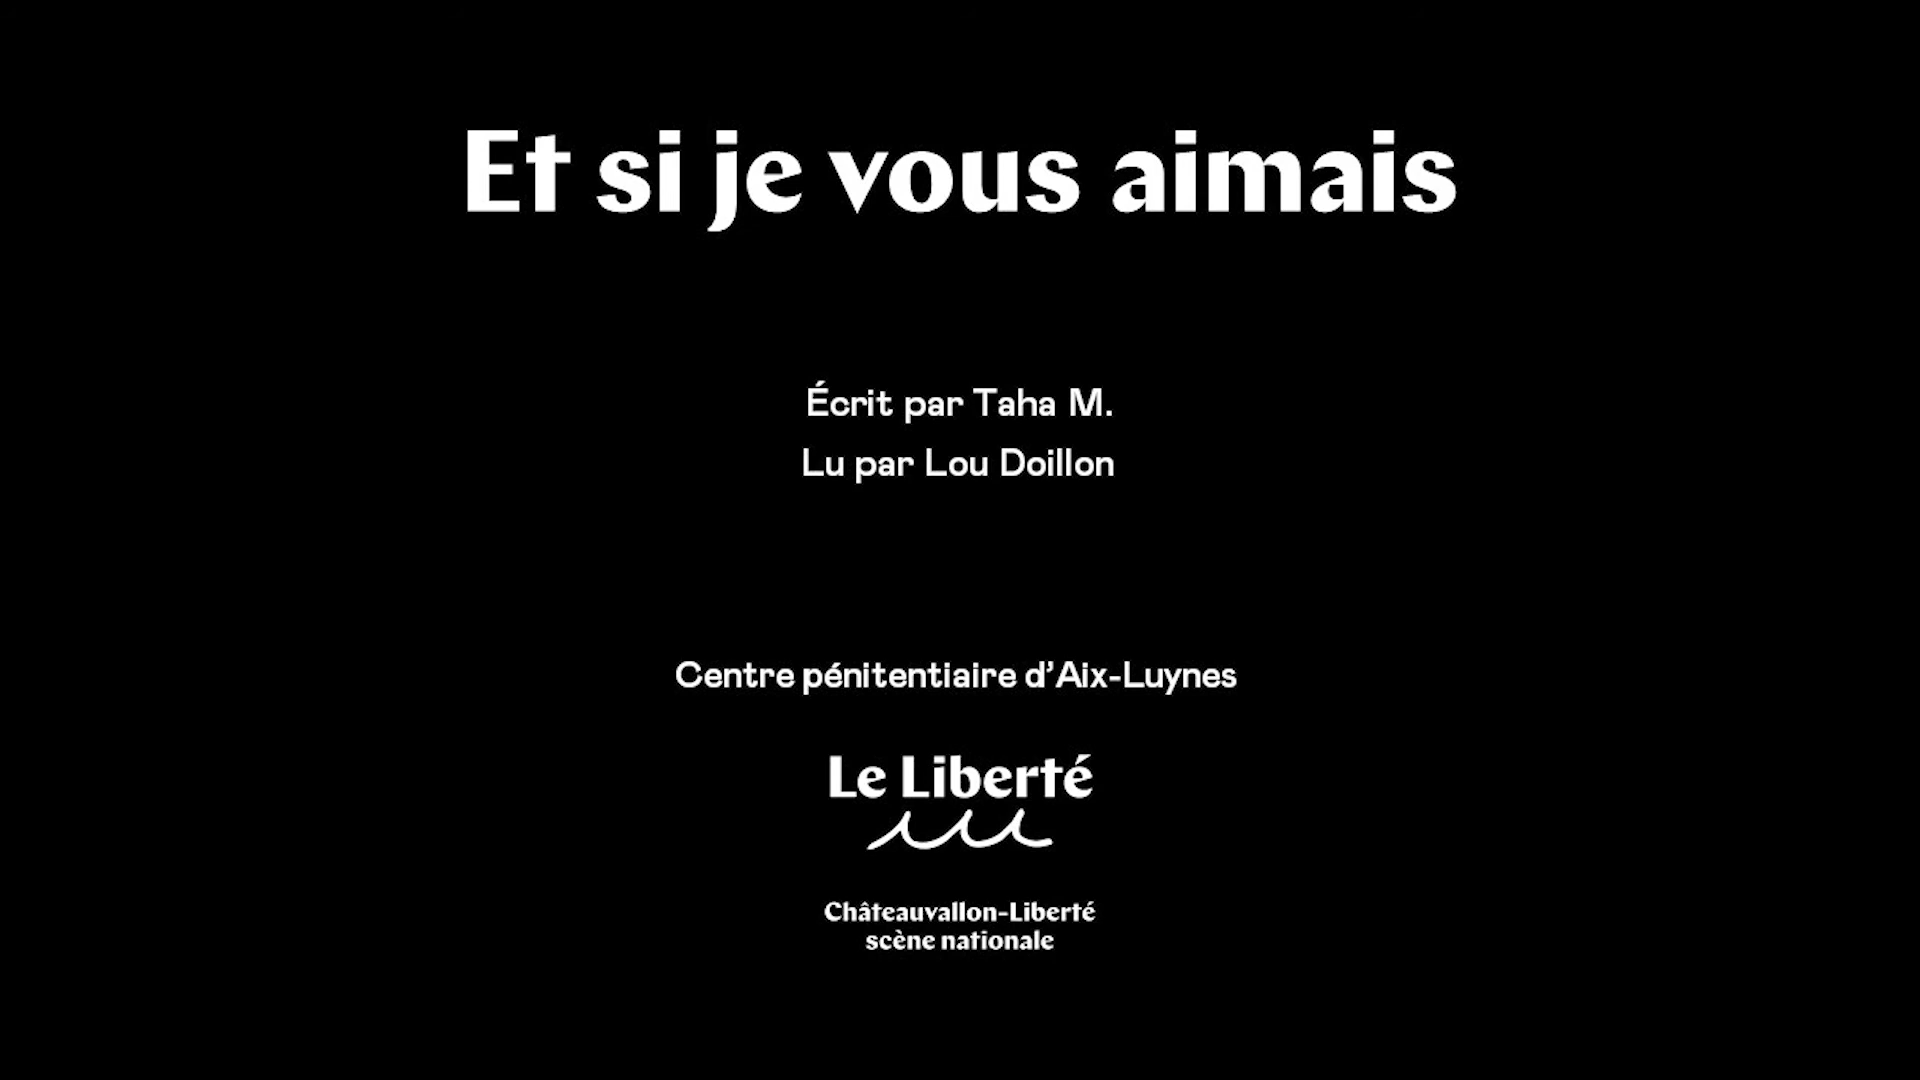 Et si je vous aimais
Écrit par Taha M.
Lu par Lou Doillon
Centre pénitentiaire d’Aix-Luynes
Le Liberté
Châteauvallon-Liberté
scène nationale